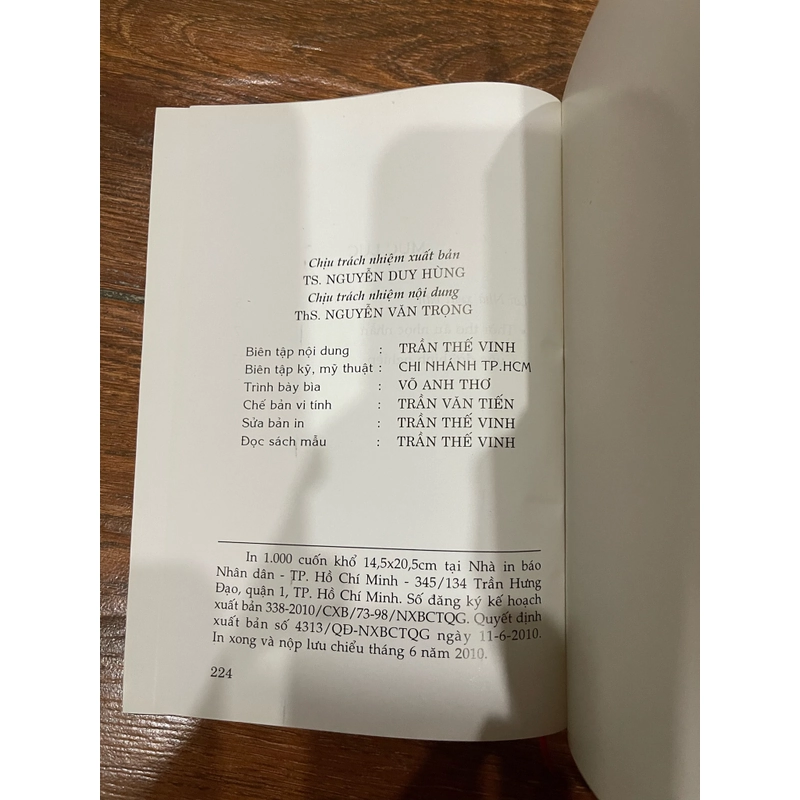 Chịu trách nhiệm xuất bản
TS. NGUYỄN DUY HÙNG
Chịu trách nhiệm nội dung
ThS. NGUYỄN VĂN TRỌNG
Biên tập nội dung : TRẦN THẾ VINH
Biên tập kỹ, mỹ thuật : CHI NHÁNH TP.HCM
Trình bày bìa : VÕ ANH THƠ
Chế bản vi tính : TRẦN VĂN TIẾN
Sửa bản in : TRẦN THẾ VINH
Đọc sách mẫu : TRẦN THẾ VINH
In 1.000 cuốn khổ 14,5x20,5cm tại Nhà in báo
Nhân dân - TP. Hồ Chí Minh - 345/134 Trần Hưng
Đạo, quận 1, TP. Hồ Chí Minh. Số đăng ký kế hoạch
xuất bản 338-2010/CXB/73-98/NXBCTQG. Quyết định
xuất bản số 4313/QĐ-NXBCTQG ngày 11-6-2010.
In xong và nộp lưu chiểu tháng 6 năm 2010.
224